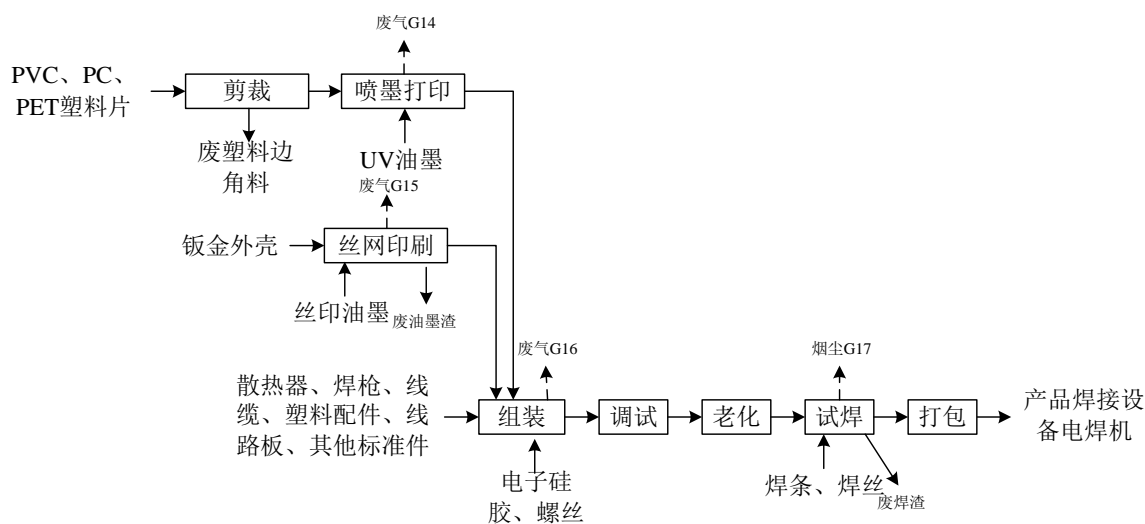 废气G14
PVC、PC、
PET塑料片
剪裁
喷墨打印
废塑料边
角料
UV油墨
废气G15
钣金外壳
丝网印刷
丝印油墨
废油墨渣
废气G16
烟尘G17
散热器、焊枪、线
缆、塑料配件、线
路板、其他标准件
组装
调试
老化
试焊
打包
产品焊接设
备电焊机
电子硅
胶、螺丝
焊条、焊丝
废焊渣